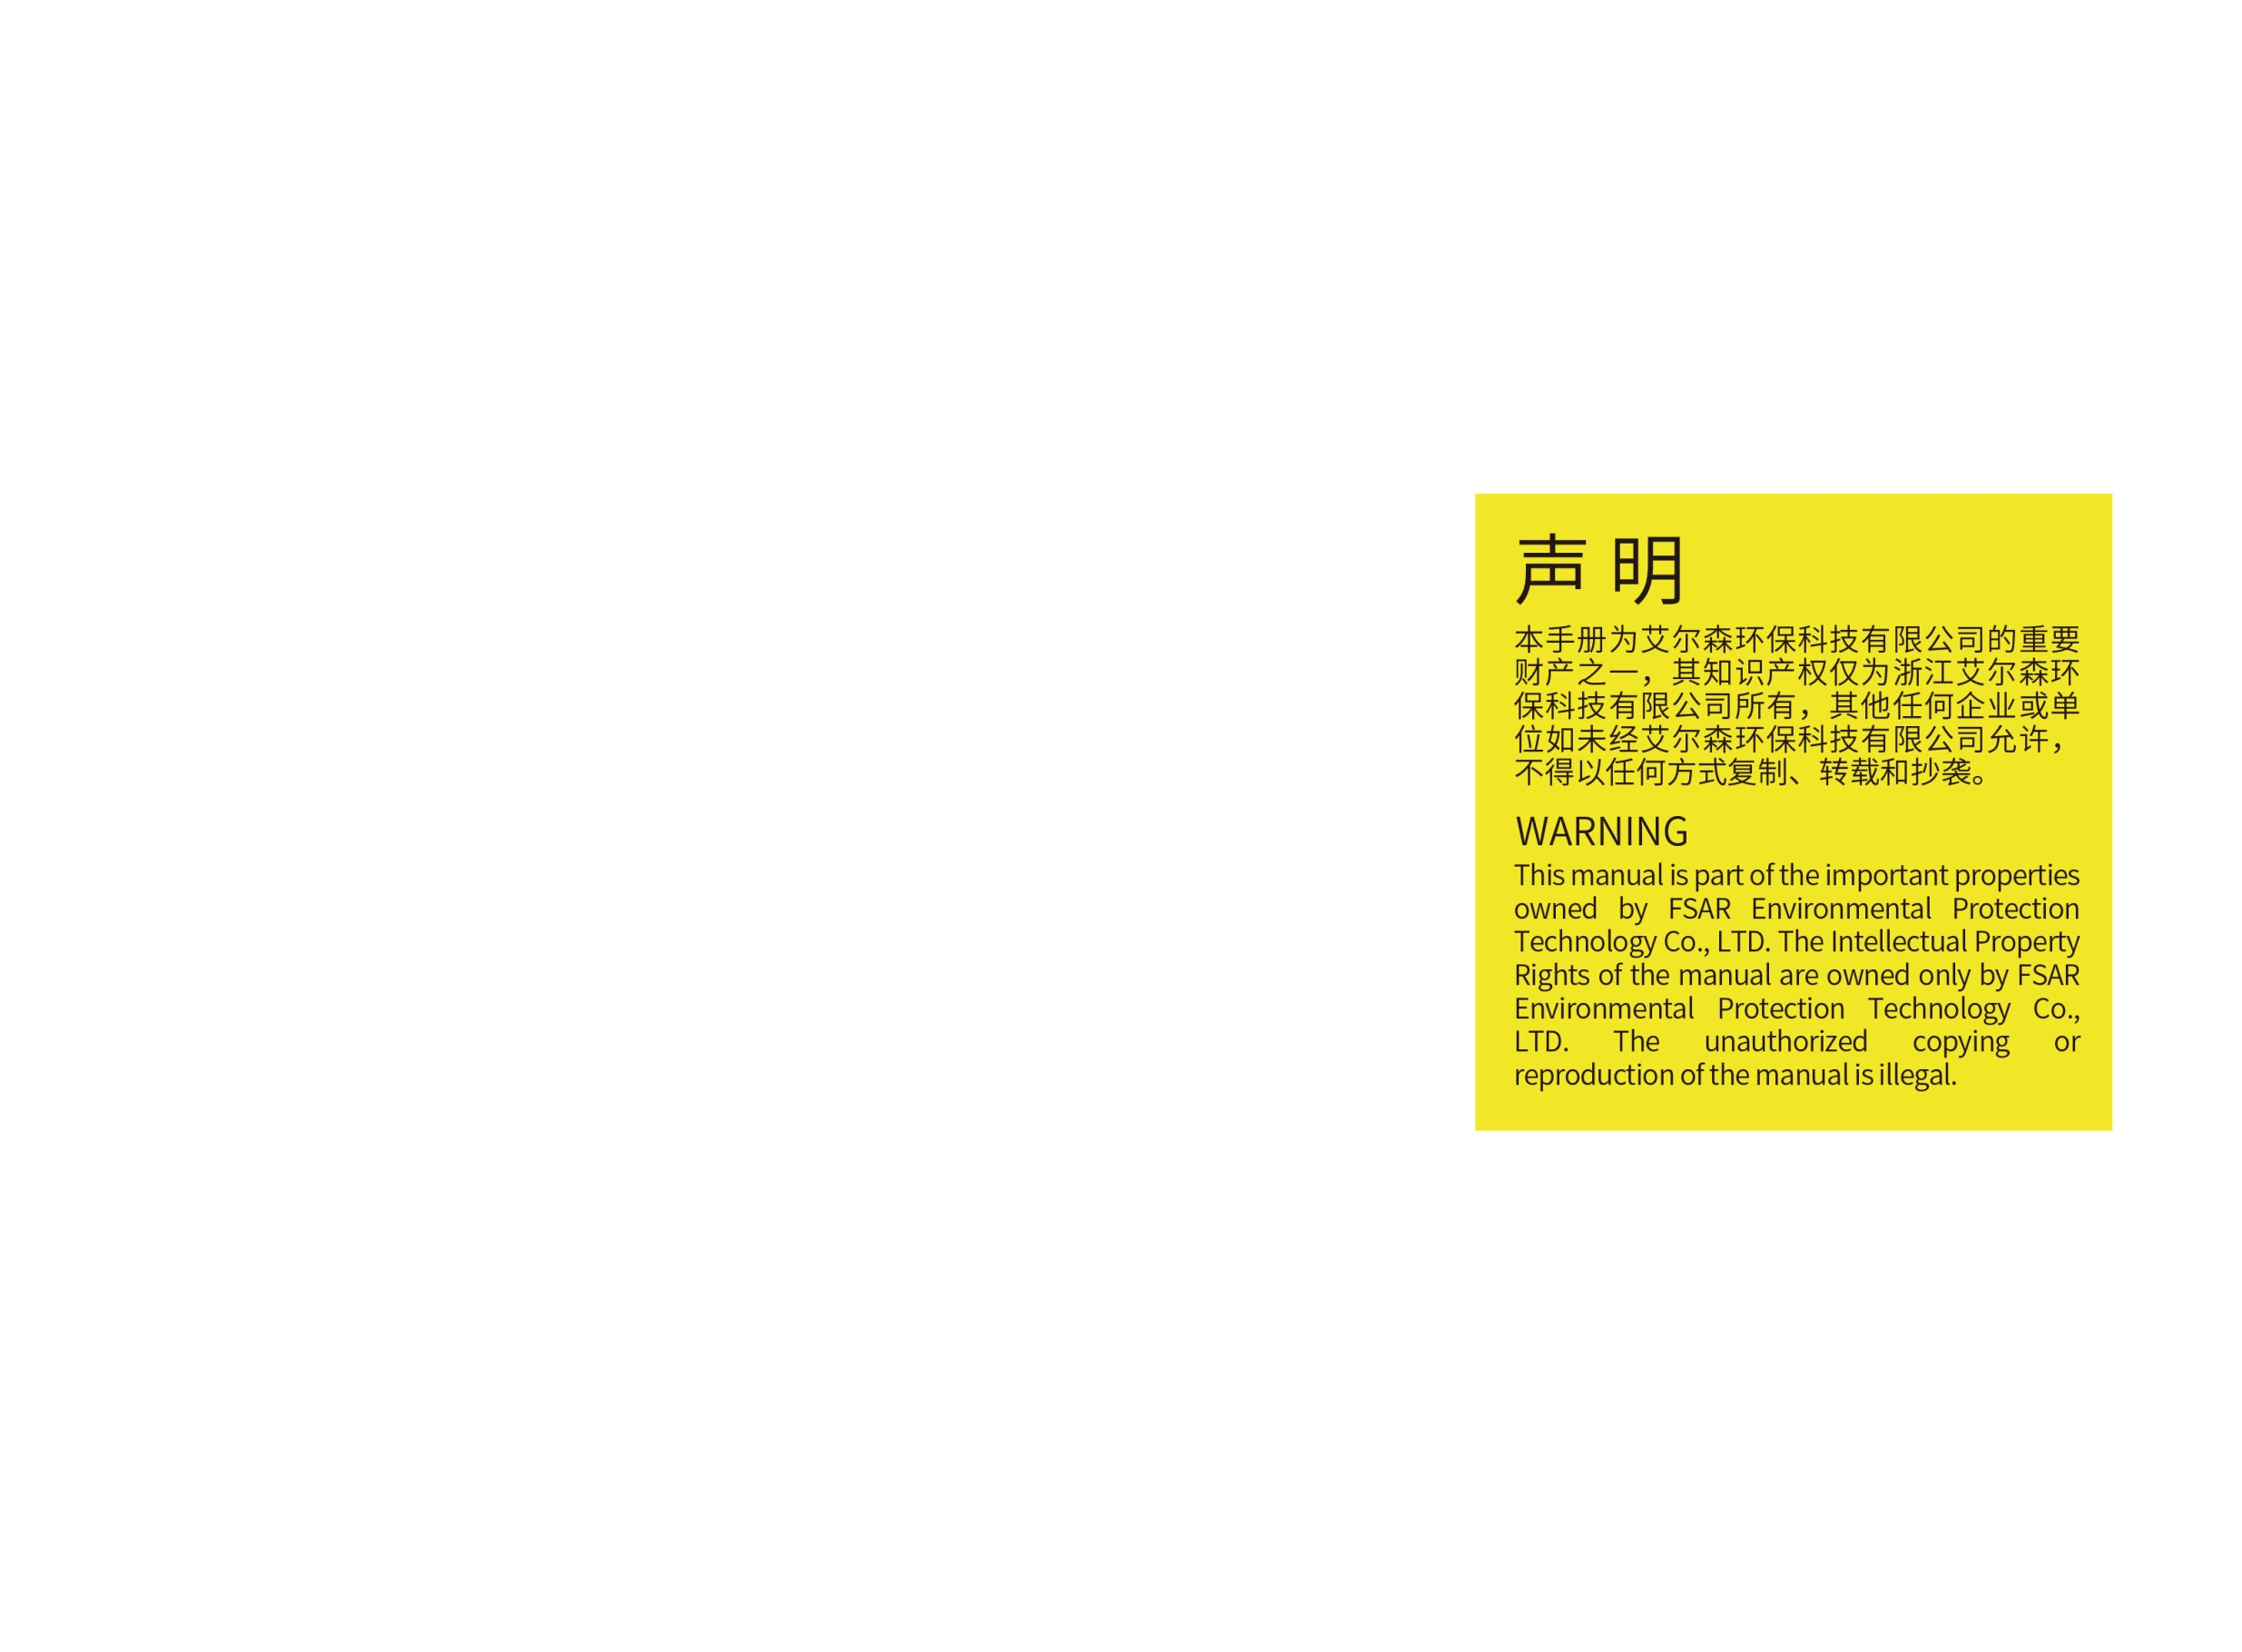 声 明
本手册为艾尔森环保科技有限公司的重要
财产之一，其知识产权仅为浙江艾尔森环
保科技有限公司所有，其他任何企业或单
位如未经艾尔森环保科技有限公司允许，
不得以任何方式复制、转载和抄袭。
WARNING
This manual is part of the important properties
owned by FSAR Environmental Protection
Technology Co., LTD. The Intellectual Property
Rights of the manual are owned only by FSAR
Environmental Protection Technology Co.,
LTD. The unauthorized copying or
reproduction of the manual is illegal.